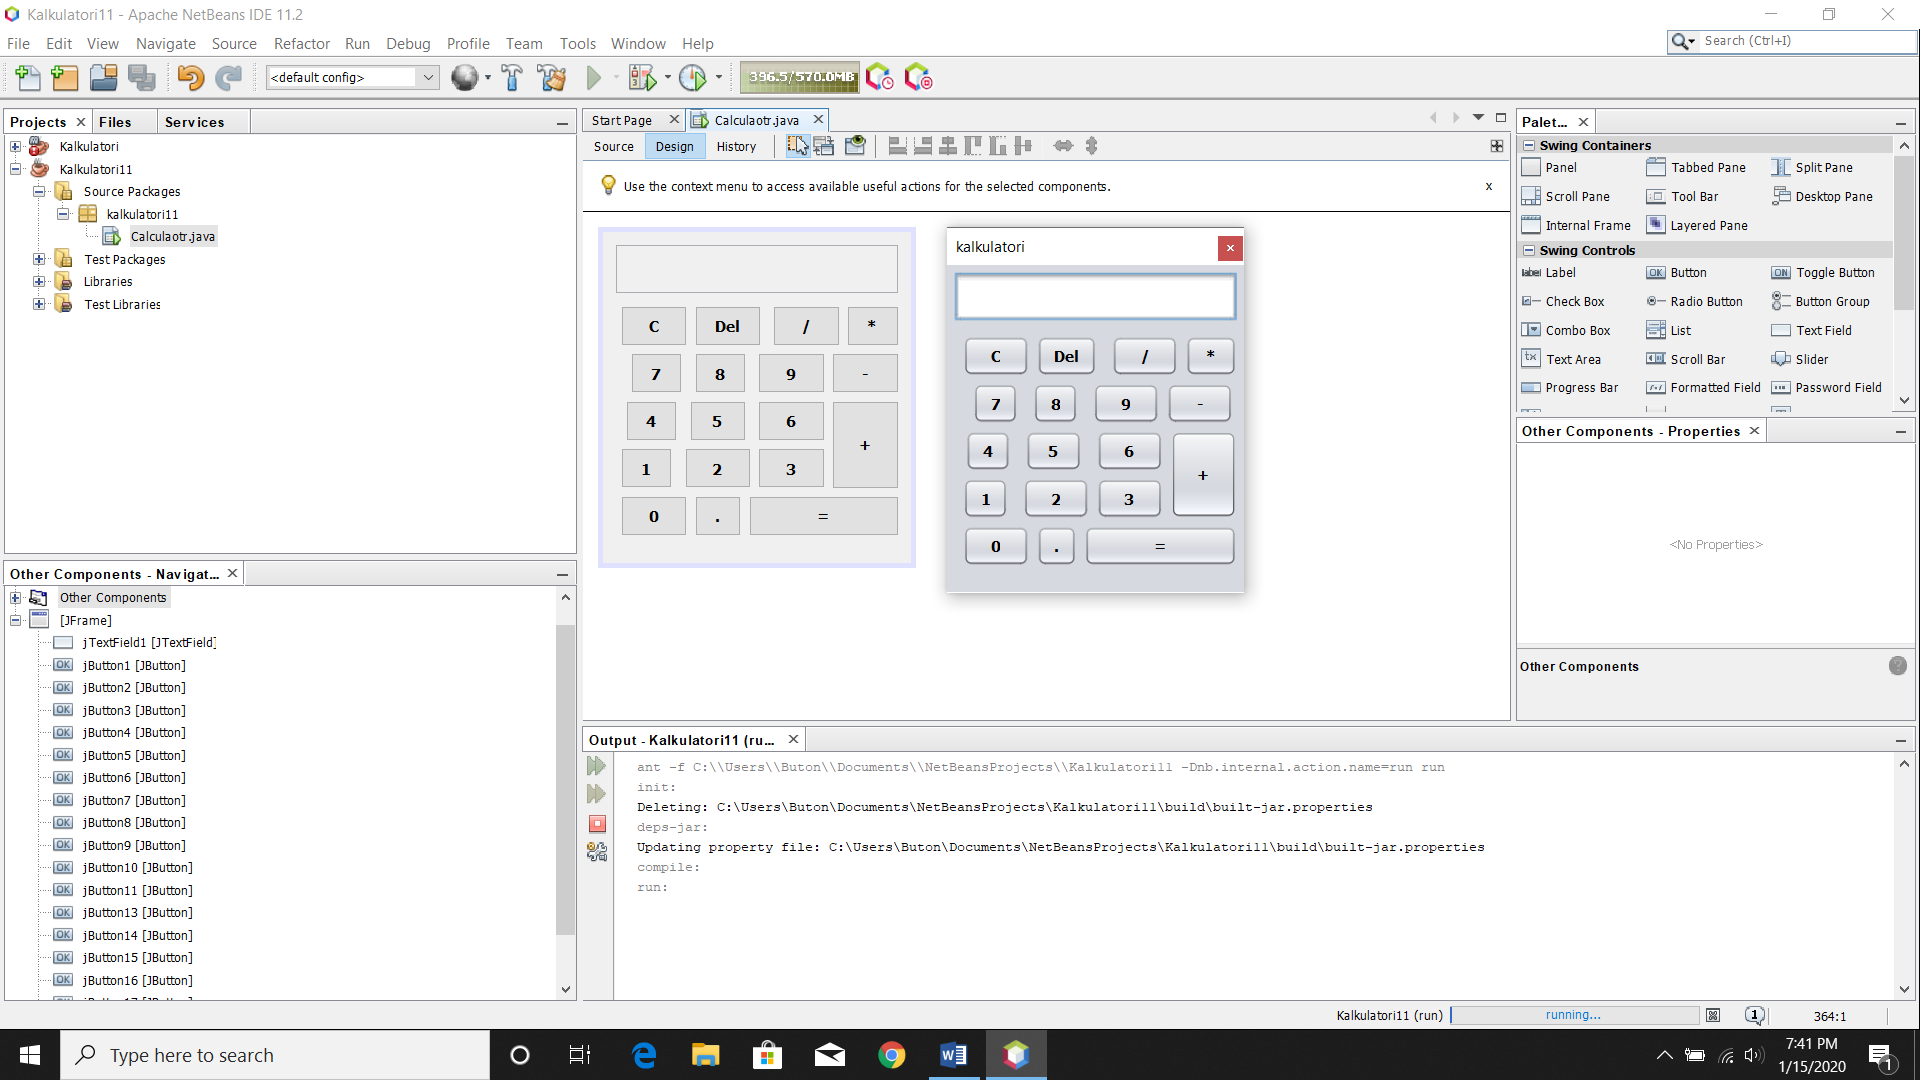 Kalkulatori11 - Apache NetBeans IDE 11.2
File Edit View Navigate Source Refactor Run Debug Profile Team Tools Window Help
Search (Ctrl+I)
<default config>
396.5/570.0MB
Projects Files Services
Kalkulatori
Kalkulatori11
Source Packages
kalkulatori11
Calculaotr.java
Test Packages
Libraries
Test Libraries
Other Components - Navigat...
Other Components
[JFrame]
jTextField1 [JTextField]
jButton1 [JButton]
jButton2 [JButton]
jButton3 [JButton]
jButton4 [JButton]
jButton5 [JButton]
jButton6 [JButton]
jButton7 [JButton]
jButton8 [JButton]
jButton9 [JButton]
jButton10 [JButton]
jButton11 [JButton]
jButton13 [JButton]
jButton14 [JButton]
jButton15 [JButton]
jButton16 [JButton]
Start Page Calculaotr.java
Source Design History
Use the context menu to access available useful actions for the selected components. x
C Del / *
7 8 9 -
4 5 6
+
1 2 3
0 . =
kalkulatori
C Del / *
7 8 9 -
4 5 6
+
1 2 3
0 . =
Palet...
Swing Containers
Panel Tabbed Pane Split Pane
Scroll Pane Tool Bar Desktop Pane
Internal Frame Layered Pane
Swing Controls
label Label OK Button ON Toggle Button
Check Box Radio Button Button Group
Combo Box List Text Field
Text Area Scroll Bar Slider
Progress Bar Formatted Field Password Field
Other Components - Properties
<No Properties>
Other Components
Output - Kalkulatori11 (ru...
ant -f C:\\Users\\Buton\\Documents\\NetBeansProjects\\Kalkulatori11 -Dnb.internal.action.name=run run
init:
Deleting: C:\Users\Buton\Documents\NetBeansProjects\Kalkulatori11\build\built-jar.properties
deps-jar:
Updating property file: C:\Users\Buton\Documents\NetBeansProjects\Kalkulatori11\build\built-jar.properties
compile:
run:
Kalkulatori11 (run) running... 1 364:1
Type here to search
7:41 PM
1/15/2020
1